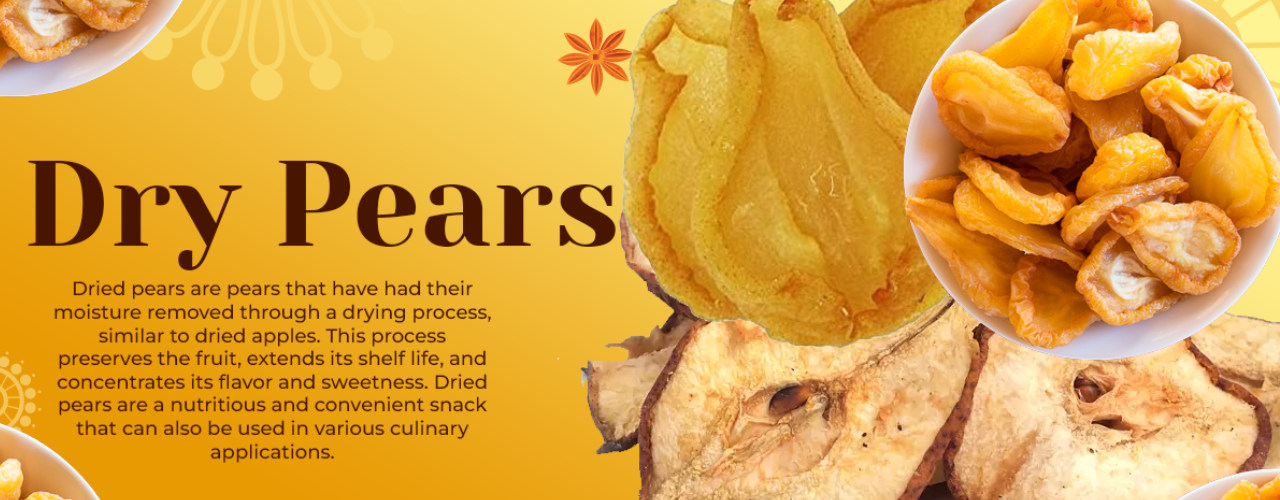 Dry Pears
Dried pears are pears that have had their
moisture removed through a drying process,
similar to dried apples. This process
preserves the fruit, extends its shelf life, and
concentrates its flavor and sweetness. Dried
pears are a nutritious and convenient snack
that can also be used in various culinary
applications.